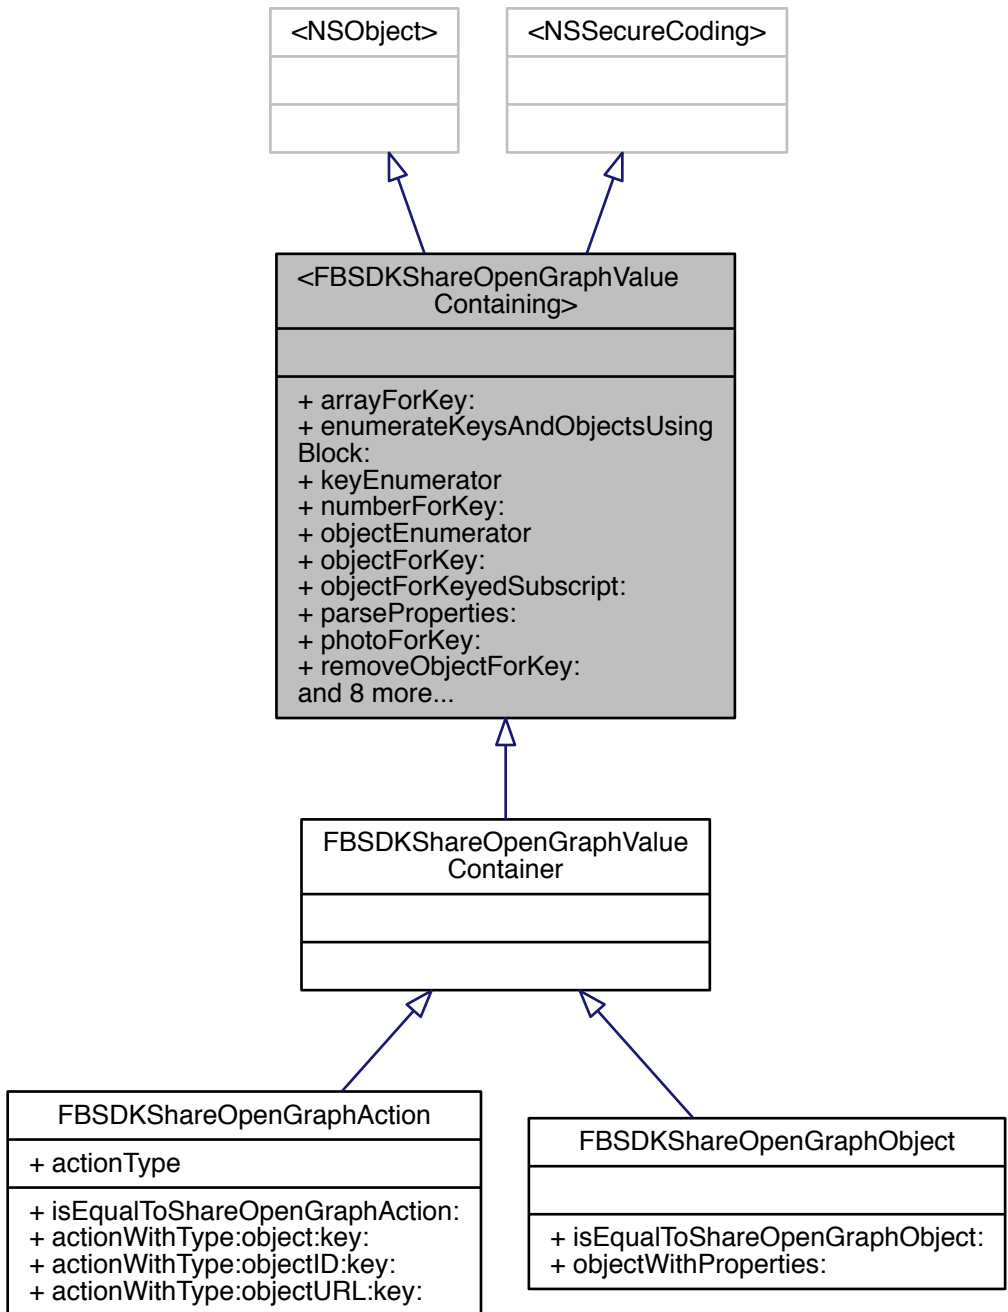 <NSObject>
<NSSecureCoding>
<FBSDKShareOpenGraphValue
Containing>
+ arrayForKey:
+ enumerateKeysAndObjectsUsing
Block:
+ keyEnumerator
+ numberForKey:
+ objectEnumerator
+ objectForKey:
+ objectForKeyedSubscript:
+ parseProperties:
+ photoForKey:
+ removeObjectForKey:
and 8 more...
FBSDKShareOpenGraphValue
Container
FBSDKShareOpenGraphAction
+ actionType
+ isEqualToShareOpenGraphAction:
+ actionWithType:object:key:
+ actionWithType:objectID:key:
+ actionWithType:objectURL:key:
FBSDKShareOpenGraphObject
+ isEqualToShareOpenGraphObject:
+ objectWithProperties: